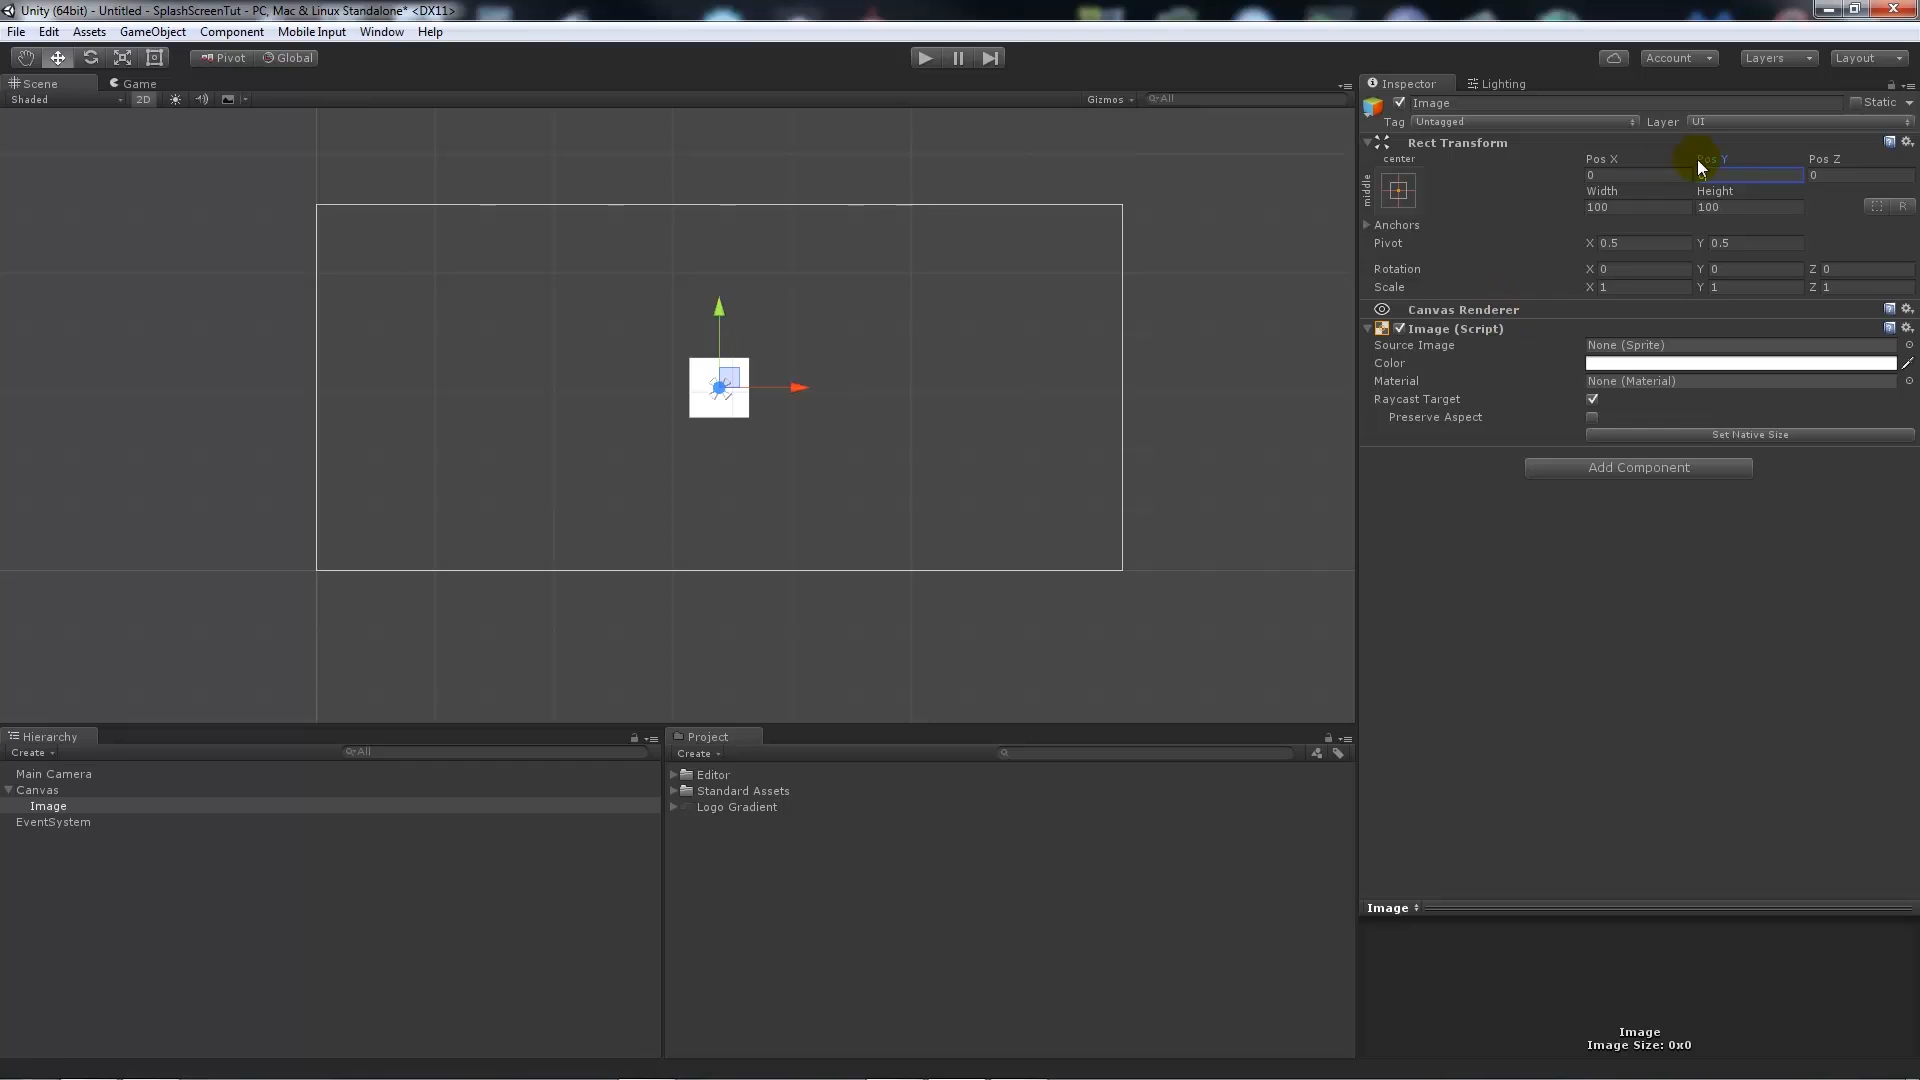 Unity (64bit) - Untitled - SplashScreenTut - PC, Mac & Linux Standalone* <DX11>
File Edit Assets GameObject Component Mobile Input Window Help
Pivot Global Account Layers Layout
Scene Game
Shaded 2D Gizmos All
Inspector Lighting
Image Static
Tag Untagged Layer UI
Rect Transform
center Pos X Pos Y Pos Z
middle
0 0
Width Height
100 100 R
Anchors
Pivot X 0.5 Y 0.5
Rotation X 0 Y 0 Z 0
Scale X 1 Y 1 Z 1
Canvas Renderer
Image (Script)
Source Image None (Sprite)
Color
Material None (Material)
Raycast Target
Preserve Aspect
Set Native Size
Add Component
Hierarchy
Create All
Main Camera
Canvas
Image
EventSystem
Project
Create
Editor
Standard Assets
Logo Gradient
Image
Image
Image Size: 0x0